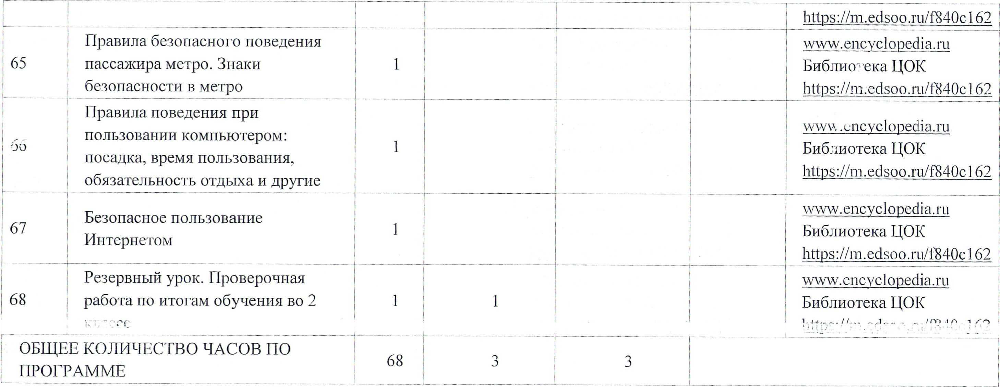 https://m.edsoo.ru/f840c162
65
Правила безопасного поведения
пассажира метро. Знаки
безопасности в метро
1
www.encyclopedia.ru
Библиотека ЦОК
https://m.edsoo.ru/f840c162
66
Правила поведения при
пользовании компьютером:
посадка, время пользования,
обязательность отдыха и другие
1
www.encyclopedia.ru
Библиотека ЦОК
https://m.edsoo.ru/f840c162
67
Безопасное пользование
Интернетом
1
www.encyclopedia.ru
Библиотека ЦОК
https://m.edsoo.ru/f840c162
68
Резервный урок. Проверочная
работа по итогам обучения во 2
классе
1
1
www.encyclopedia.ru
Библиотека ЦОК
https://m.edsoo.ru/f840c162
ОБЩЕЕ КОЛИЧЕСТВО ЧАСОВ ПО
ПРОГРАММЕ
68
3
3